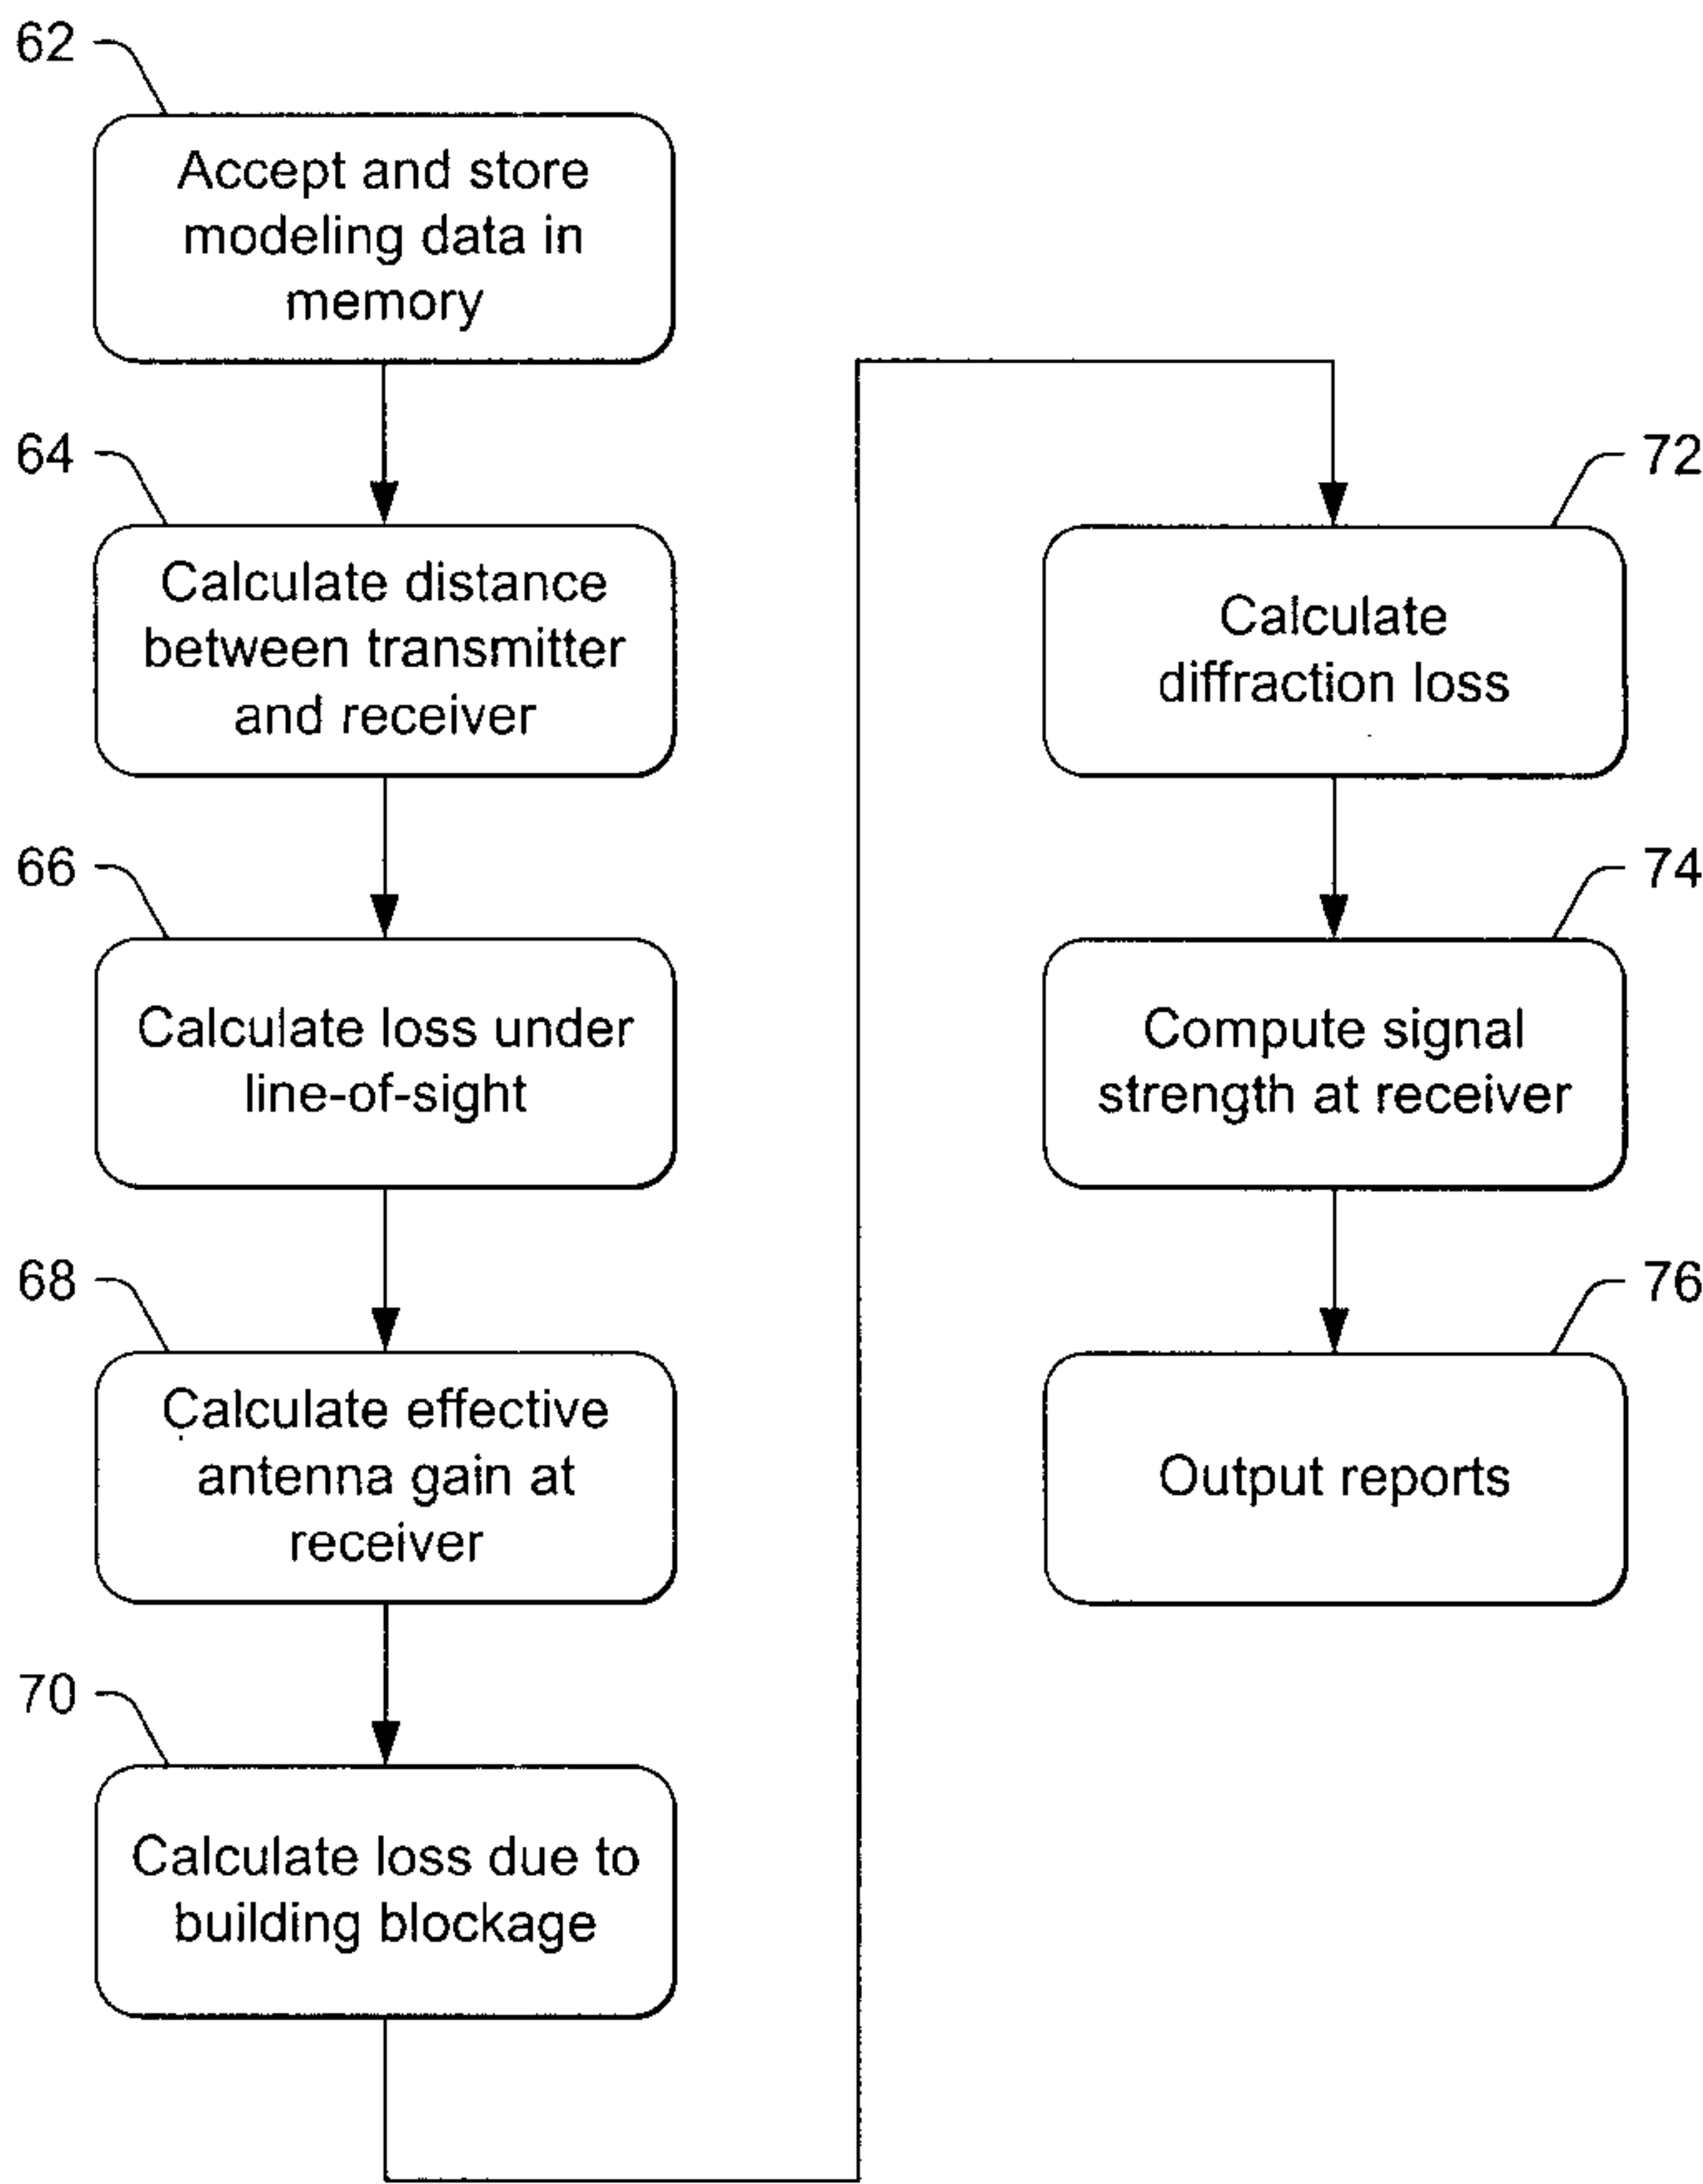 62
Accept and store
modeling data in
memory
64
Calculate distance
between transmitter
and receiver
66
Calculate loss under
line-of-sight
68
Calculate effective
antenna gain at
receiver
70
Calculate loss due to
building blockage
72
Calculate
diffraction loss
74
Compute signal
strength at receiver
76
Output reports